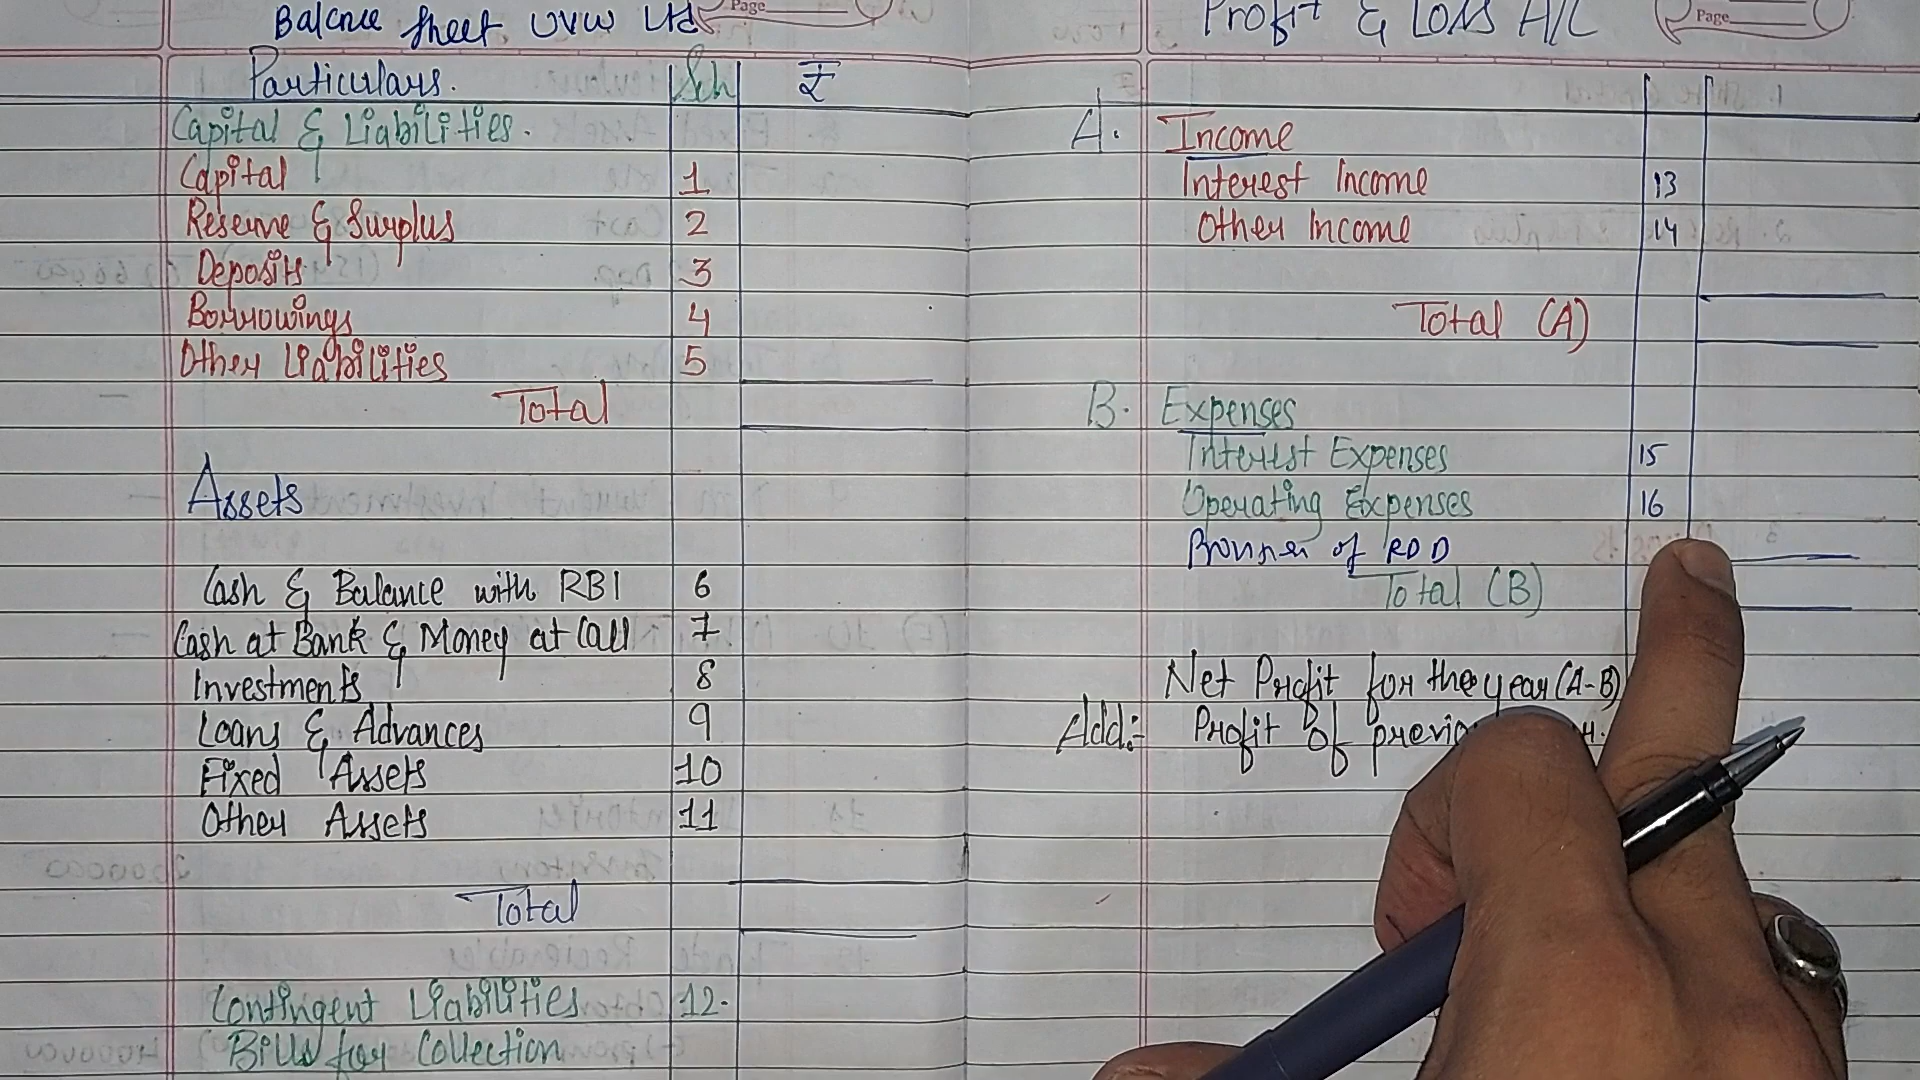 Balance Sheet UVW Ltd
Page
Particulars. Sch ₹
Capital & Liabilities.
Capital 1
Reserve & Surplus 2
Deposits 3
Borrowings 4
Other Liabilities 5
Total
Assets
Cash & Balance with RBI 6
Cash at Bank & Money at Call 7
Investments 8
Loans & Advances 9
Fixed Assets 10
Other Assets 11
Total
Contingent Liabilities 12.
Bills for Collection
Profit & Loss A/C
Page
A. Income
Interest Income 13
Other Income 14
Total (A)
B. Expenses
Interest Expenses 15
Operating Expenses 16
of RDD
Total (B)
Net Profit for the year (A-B)
Add:- Profit of